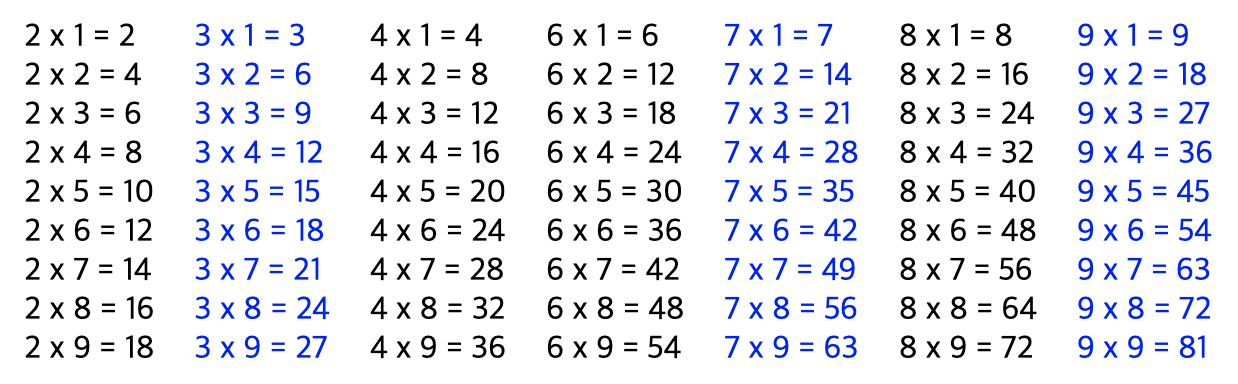 2 x 1 = 2
2 x 2 = 4
2 x 3 = 6
2 x 4 = 8
2 x 5 = 10
2 x 6 = 12
2 x 7 = 14
2 x 8 = 16
2 x 9 = 18
3 x 1 = 3
3 x 2 = 6
3 x 3 = 9
3 x 4 = 12
3 x 5 = 15
3 x 6 = 18
3 x 7 = 21
3 x 8 = 24
3 x 9 = 27
4 x 1 = 4
4 x 2 = 8
4 x 3 = 12
4 x 4 = 16
4 x 5 = 20
4 x 6 = 24
4 x 7 = 28
4 x 8 = 32
4 x 9 = 36
6 x 1 = 6
6 x 2 = 12
6 x 3 = 18
6 x 4 = 24
6 x 5 = 30
6 x 6 = 36
6 x 7 = 42
6 x 8 = 48
6 x 9 = 54
7 x 1 = 7
7 x 2 = 14
7 x 3 = 21
7 x 4 = 28
7 x 5 = 35
7 x 6 = 42
7 x 7 = 49
7 x 8 = 56
7 x 9 = 63
8 x 1 = 8
8 x 2 = 16
8 x 3 = 24
8 x 4 = 32
8 x 5 = 40
8 x 6 = 48
8 x 7 = 56
8 x 8 = 64
8 x 9 = 72
9 x 1 = 9
9 x 2 = 18
9 x 3 = 27
9 x 4 = 36
9 x 5 = 45
9 x 6 = 54
9 x 7 = 63
9 x 8 = 72
9 x 9 = 81